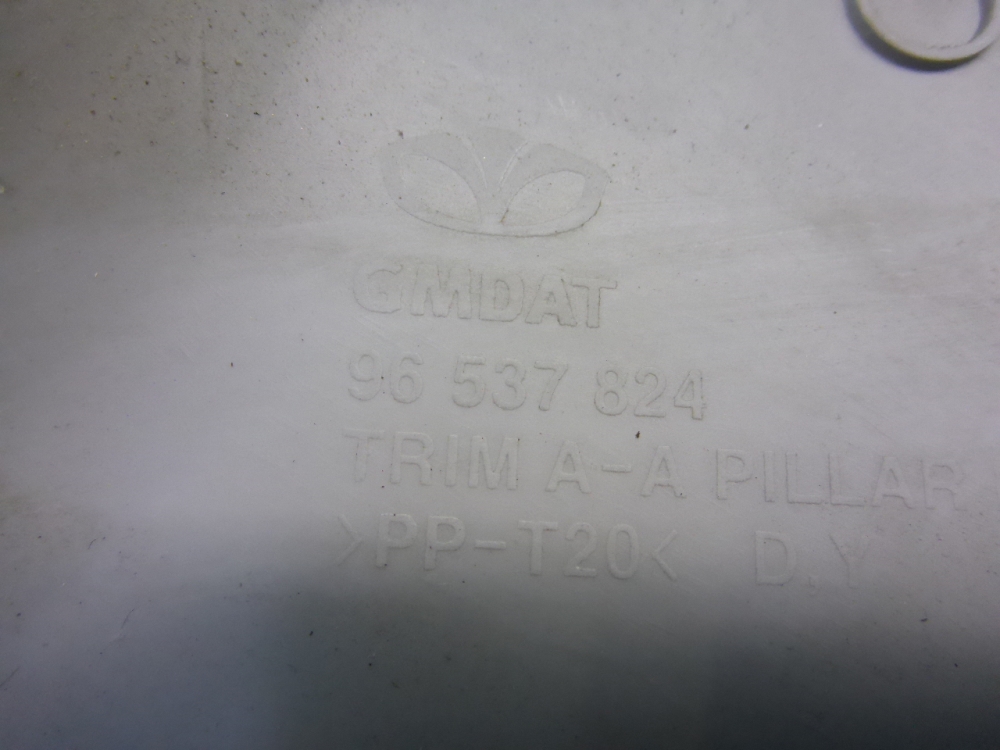 GMDAT
96 537 824
TRIM A-A PILLAR
>PP-T20< D.Y